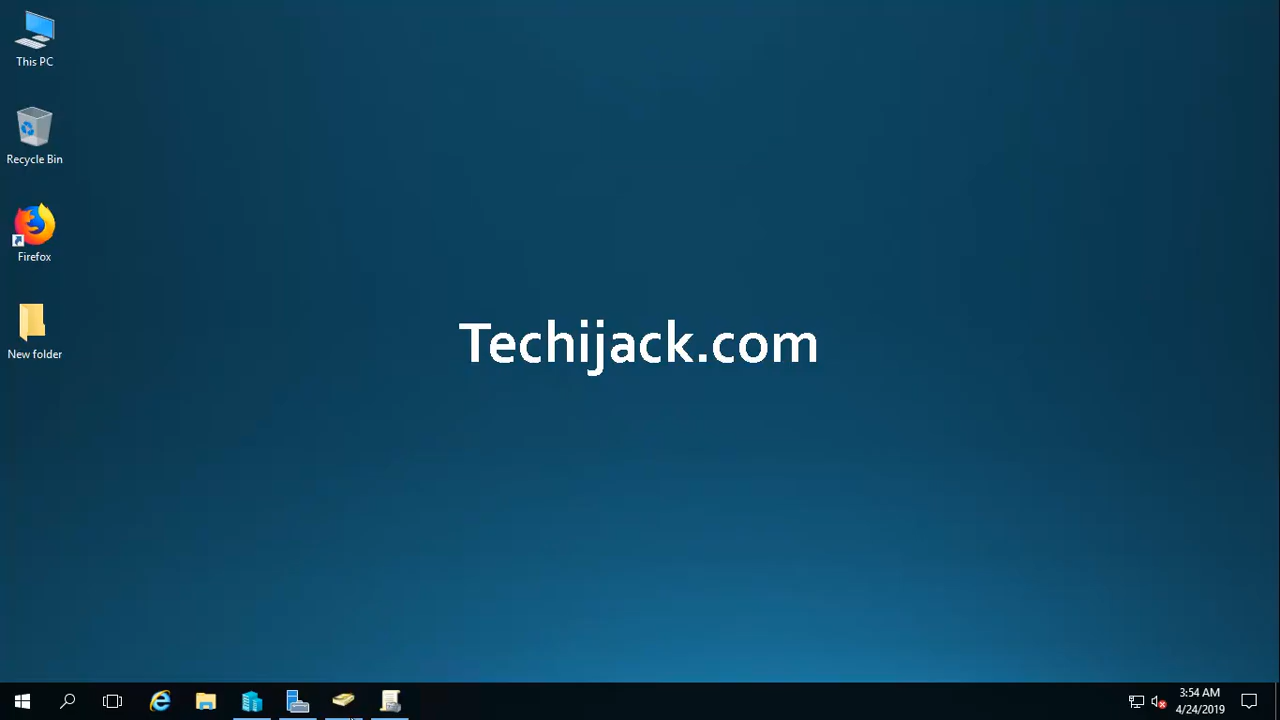 This PC
Recycle Bin
Firefox
New folder
Techijack.com
3:54 AM
4/24/2019